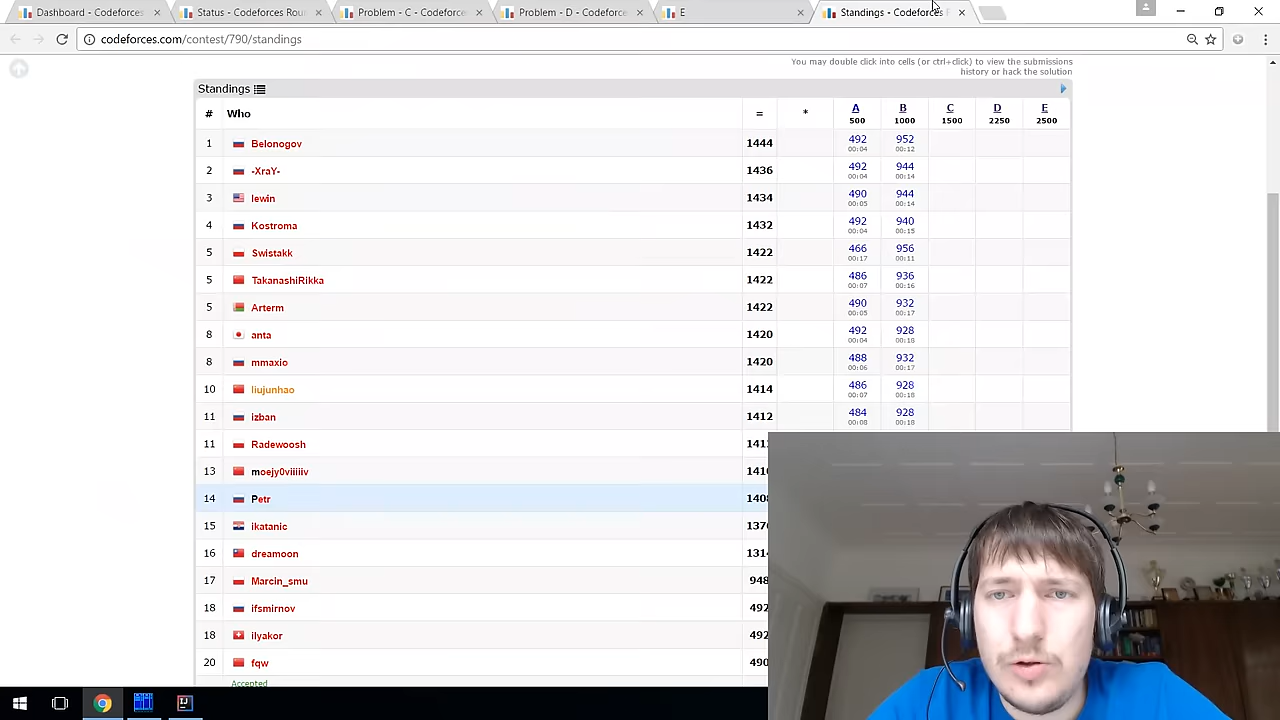 Dashboard - Codeforces
Status - Codeforces Rou
Problem - C - Codeforce
Problem - D - Codeforce
E
Standings - Codeforces
codeforces.com/contest/790/standings
You may double click into cells (or ctrl+click) to view the submissions
history or hack the solution
Standings
# Who = * A B C D E
500 1000 1500 2250 2500
1 Belonogov 1444 492 952
00:04 00:12
2 -XraY- 1436 492 944
00:04 00:14
3 lewin 1434 490 944
00:05 00:14
4 Kostroma 1432 492 940
00:04 00:15
5 Swistakk 1422 466 956
00:17 00:11
5 TakanashiRikka 1422 486 936
00:07 00:16
5 Arterm 1422 490 932
00:05 00:17
8 anta 1420 492 928
00:04 00:18
8 mmaxio 1420 488 932
00:06 00:17
10 liujunhao 1414 486 928
00:07 00:18
11 izban 1412 484 928
00:08 00:18
11 Radewoosh
13 moejy0viiiiiv
14 Petr
15 ikatanic
16 dreamoon
17 Marcin_smu 948
18 ifsmirnov 492
18 ilyakor 492
20 fqw 490
Accepted